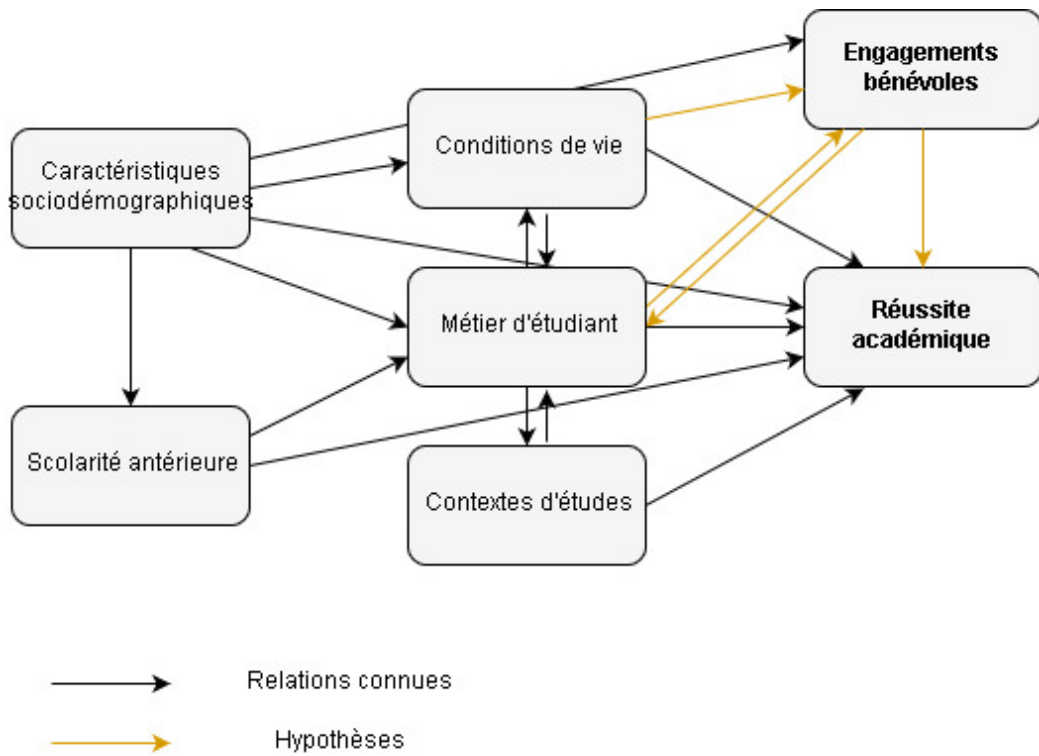 Engagements
bénévoles
Conditions de vie
Caractéristiques
sociodémographiques
Métier d'étudiant
Réussite
académique
Scolarité antérieure
Contextes d'études
Relations connues
Hypothèses